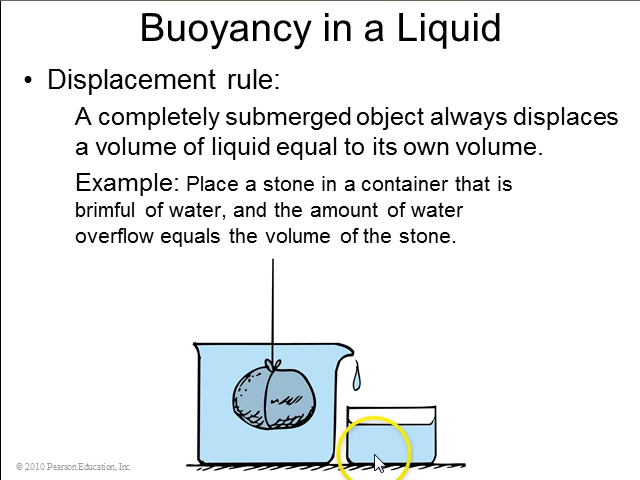 Buoyancy in a Liquid
• Displacement rule:
A completely submerged object always displaces
a volume of liquid equal to its own volume.
Example: Place a stone in a container that is
brimful of water, and the amount of water
overflow equals the volume of the stone.
© 2010 Pearson Education, Inc.